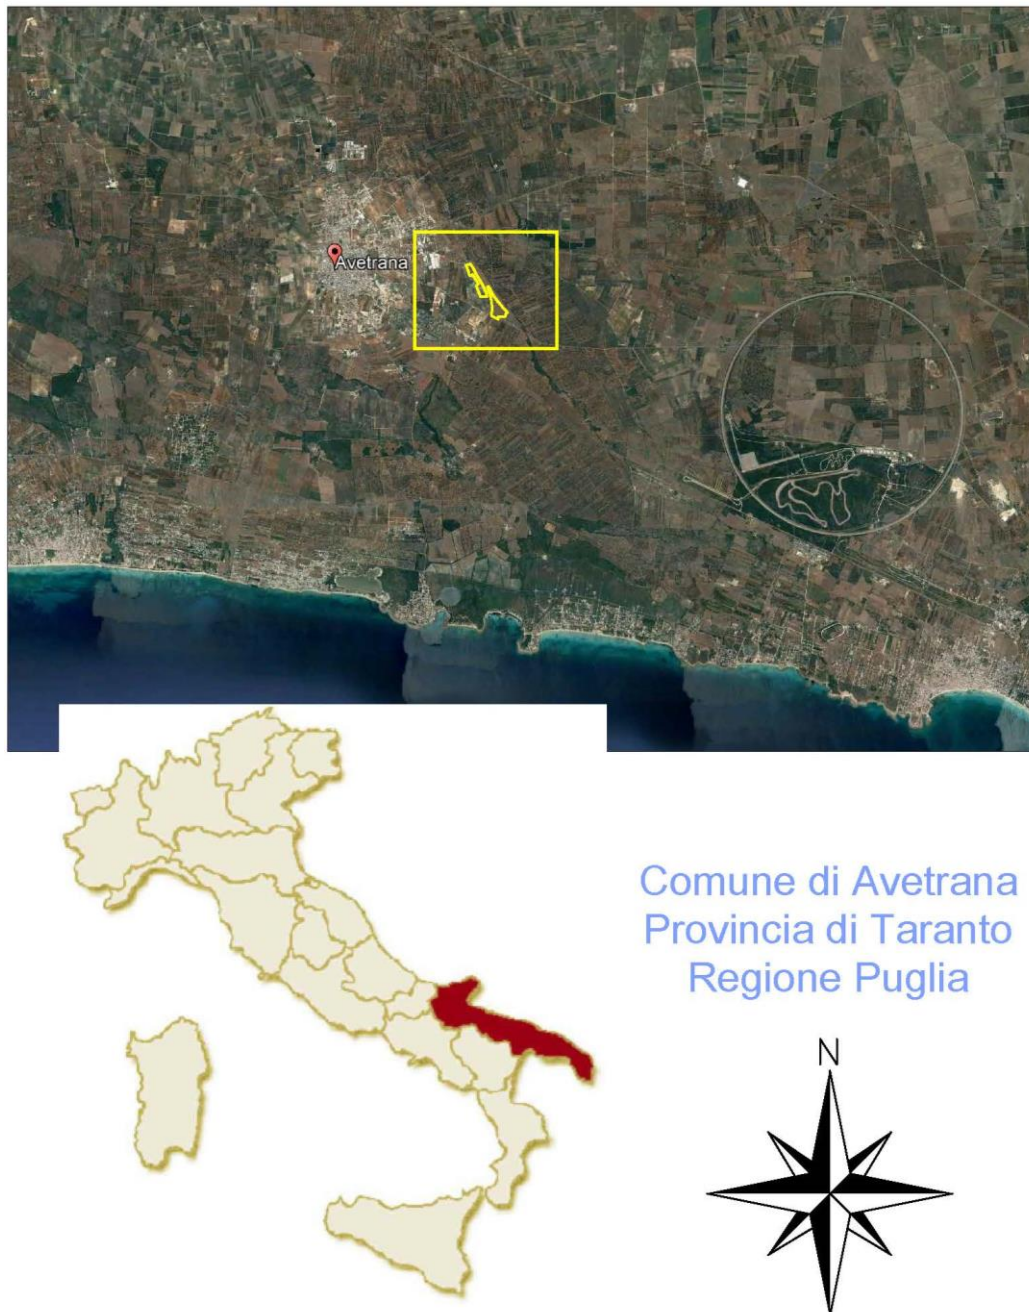 Avetrana
Comune di Avetrana
Provincia di Taranto
Regione Puglia
N